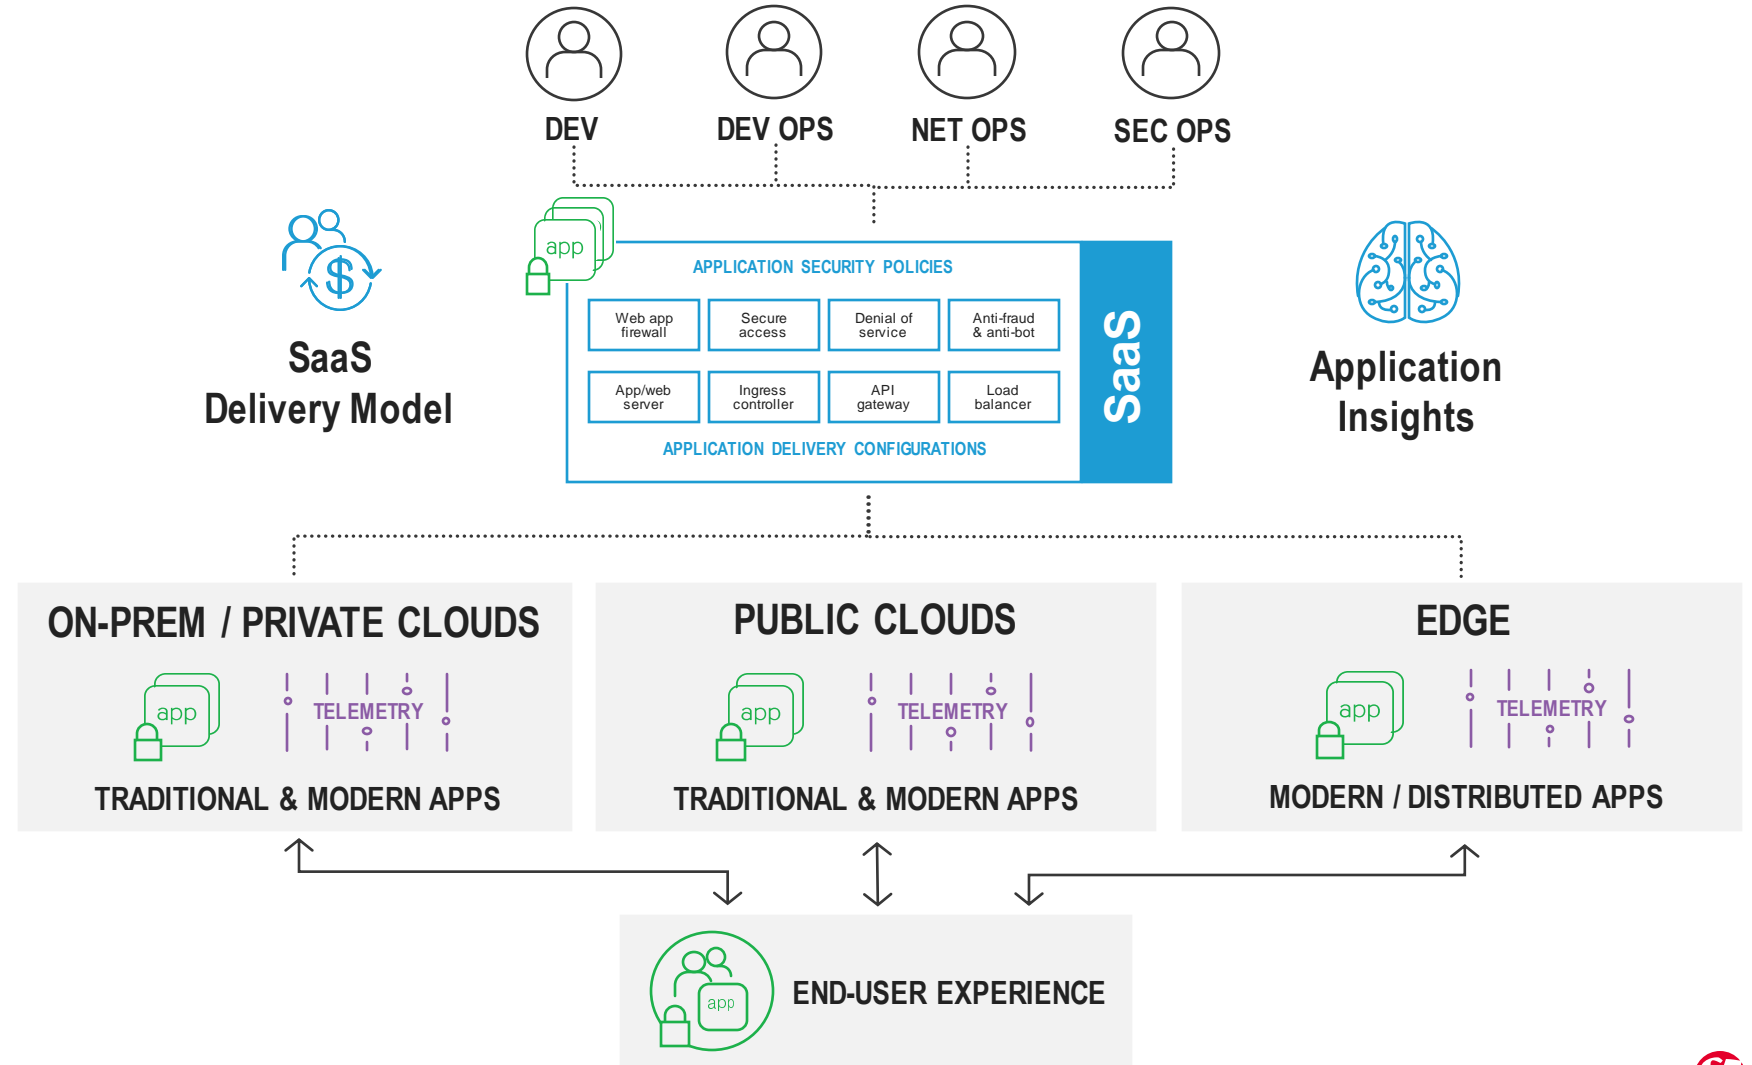 DEV
DEV OPS
NET OPS
SEC OPS
app
APPLICATION SECURITY POLICIES
Web app
firewall
Secure
access
Denial of
service
Anti-fraud
& anti-bot
App/web
server
Ingress
controller
API
gateway
Load
balancer
APPLICATION DELIVERY CONFIGURATIONS
SaaS
$
SaaS
Delivery Model
Application
Insights
ON-PREM / PRIVATE CLOUDS
app
TELEMETRY
TRADITIONAL & MODERN APPS
PUBLIC CLOUDS
app
TELEMETRY
TRADITIONAL & MODERN APPS
EDGE
app
TELEMETRY
MODERN / DISTRIBUTED APPS
app
END-USER EXPERIENCE